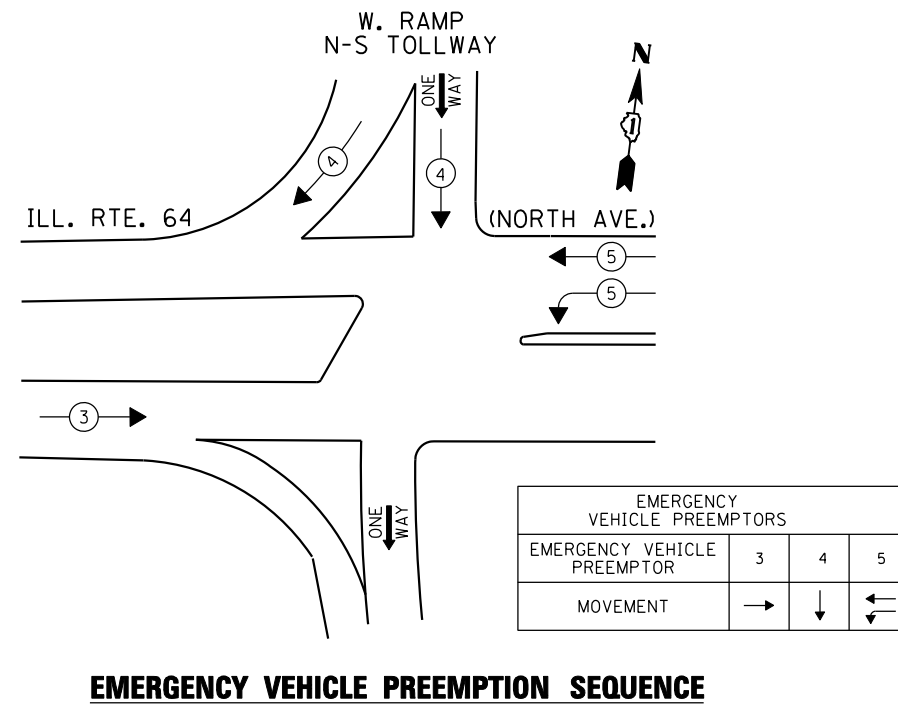 W. RAMP
N-S TOLLWAY
N
ONE
WAY
1
4
4
ILL. RTE. 64
(NORTH AVE.)
5
5
3
ONE
WAY
EMERGENCY
VEHICLE PREEMPTORS
EMERGENCY VEHICLE
PREEMPTOR
3
4
5
MOVEMENT
EMERGENCY VEHICLE PREEMPTION SEQUENCE